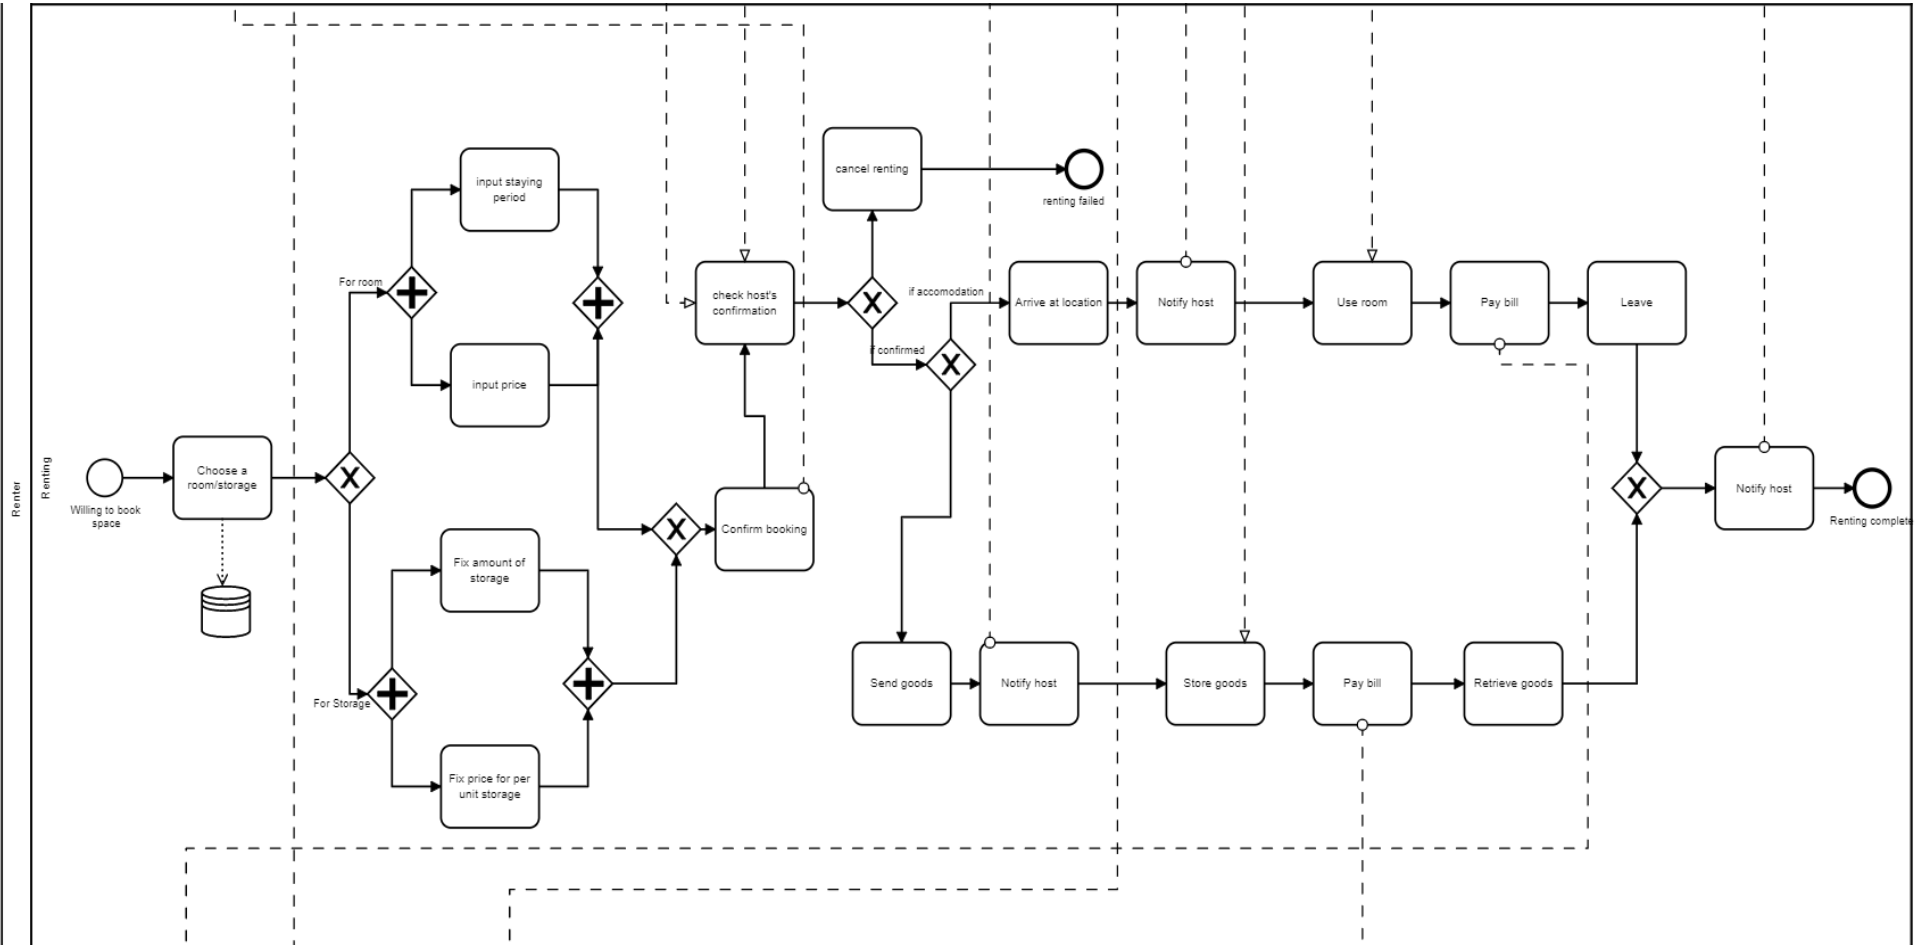 Renter
Renting
Willing to book
space
Choose a
room/storage
For room
For Storage
input staying
period
input price
Fix amount of
storage
Fix price for per
unit storage
Confirm booking
check host's
confirmation
cancel renting
renting failed
if confirmed
if accomodation
Arrive at location
Notify host
Use room
Pay bill
Leave
Send goods
Notify host
Store goods
Pay bill
Retrieve goods
Notify host
Renting complete